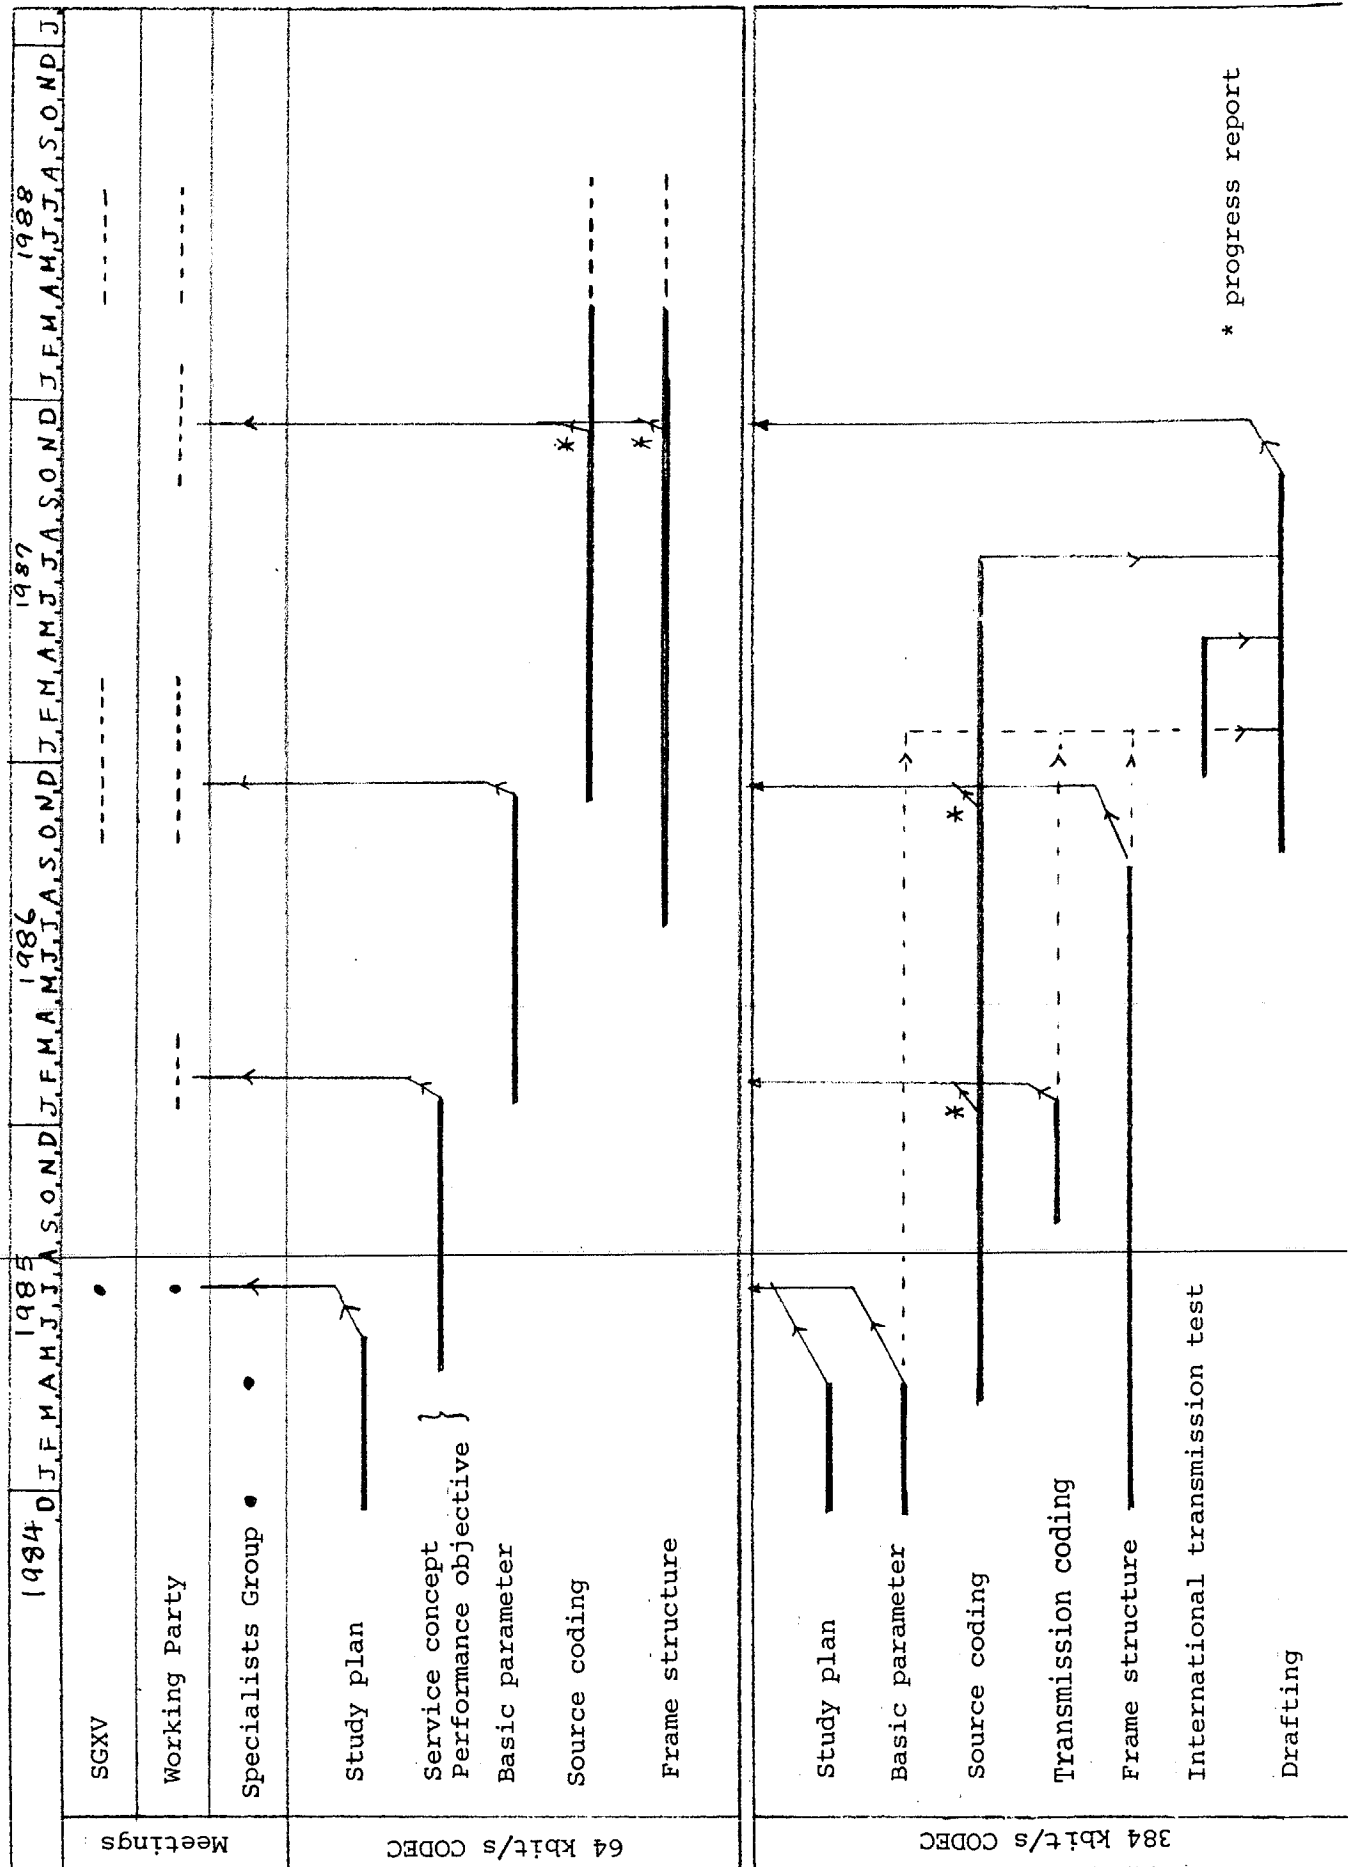 1984 1985 1986 1987 1988
D J, F, M, A, M, J, J, A, S, O, N, D J, F, M, A, M, J, J, A, S, O, N, D J, F, M, A, M, J, J, A, S, O, N, D J, F, M, A, M, J, J, A, S, O, N, D J
Meetings
SGXV
Working Party
Specialists Group
64 kbit/s CODEC
Study plan
Service concept
Performance objective }
Basic parameter
Source coding
*
Frame structure
*
384 kbit/s CODEC
Study plan
Basic parameter
Source coding
* *
Transmission coding
Frame structure
International transmission test
Drafting
* progress report